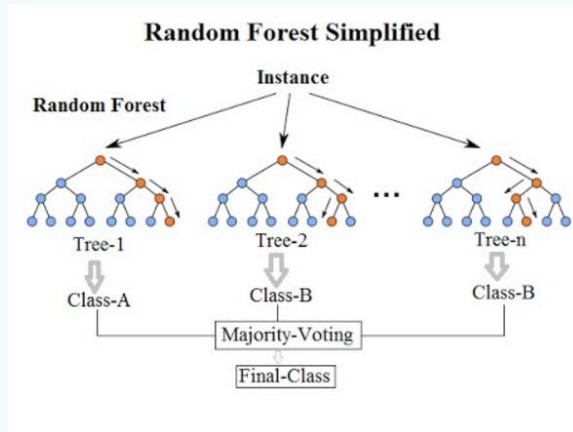 Random Forest Simplified
Instance
Random Forest
...
Tree-1
Tree-2
Tree-n
Class-A
Class-B
Class-B
Majority-Voting
Final-Class